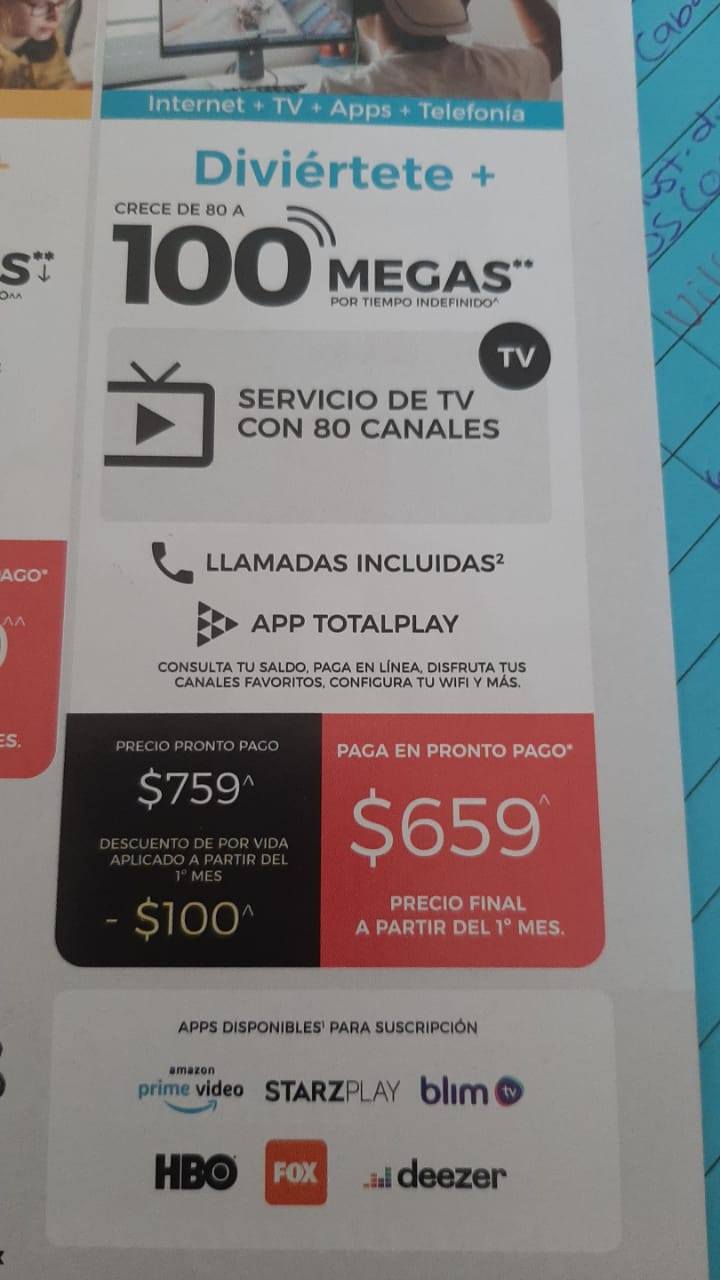 Internet + TV + Apps + Telefonía
Diviértete +
CRECE DE 80 A
100 MEGAS**
POR TIEMPO INDEFINIDO^
TV
SERVICIO DE TV
CON 80 CANALES
LLAMADAS INCLUIDAS²
APP TOTALPLAY
CONSULTA TU SALDO, PAGA EN LÍNEA, DISFRUTA TUS
CANALES FAVORITOS, CONFIGURA TU WIFI Y MÁS.
PRECIO PRONTO PAGO
$759^
DESCUENTO DE POR VIDA
APLICADO A PARTIR DEL
1° MES
- $100^
PAGA EN PRONTO PAGO*
$659^
PRECIO FINAL
A PARTIR DEL 1° MES.
APPS DISPONIBLES¹ PARA SUSCRIPCIÓN
amazon
prime video
STARZPLAY
blim tv
HBO
FOX
deezer